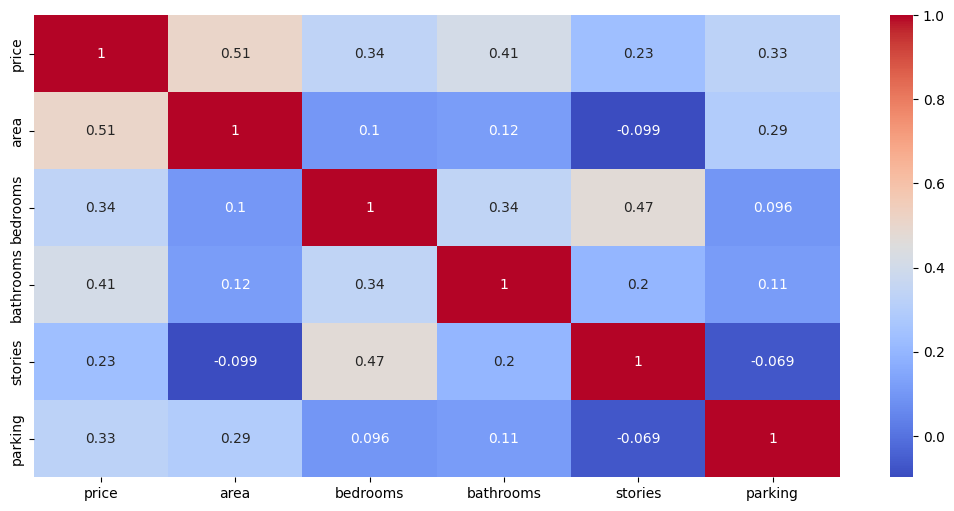 price 1 0.51 0.34 0.41 0.23 0.33
area 0.51 1 0.1 0.12 -0.099 0.29
bedrooms 0.34 0.1 1 0.34 0.47 0.096
bathrooms 0.41 0.12 0.34 1 0.2 0.11
stories 0.23 -0.099 0.47 0.2 1 -0.069
parking 0.33 0.29 0.096 0.11 -0.069 1
price area bedrooms bathrooms stories parking
1.0
0.8
0.6
0.4
0.2
0.0